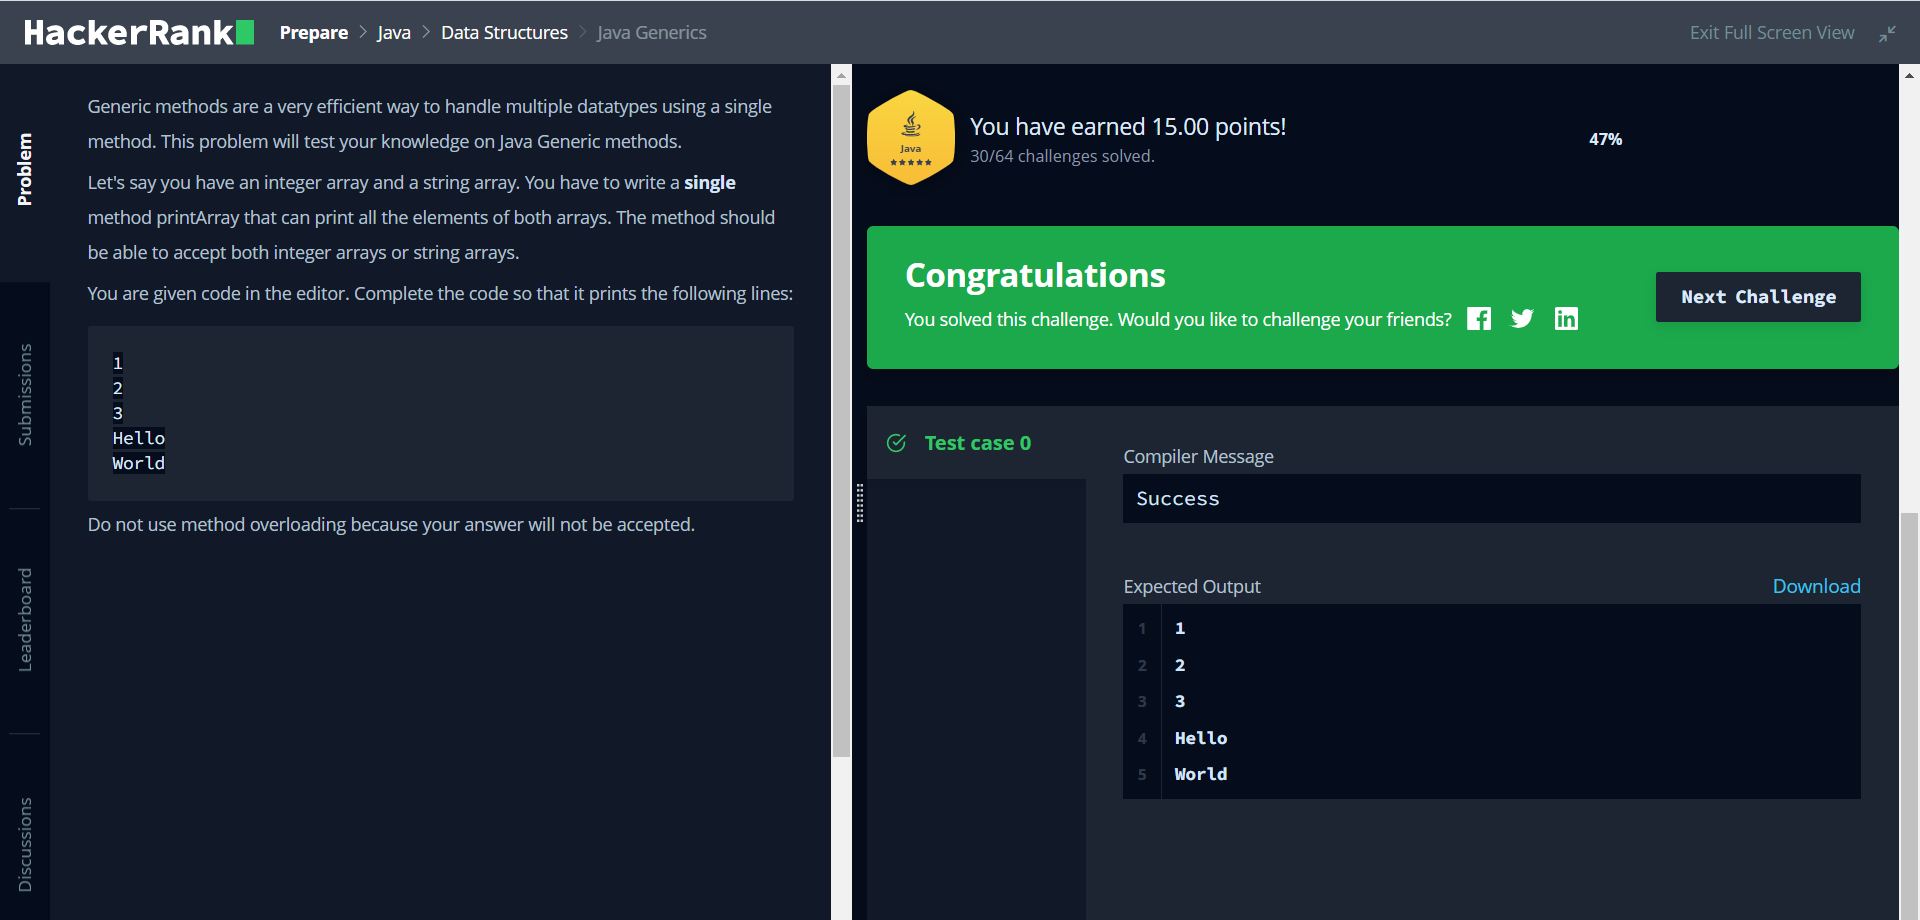 HackerRank
Prepare > Java > Data Structures > Java Generics
Exit Full Screen View
Problem
Submissions
Leaderboard
Discussions
Generic methods are a very efficient way to handle multiple datatypes using a single
method. This problem will test your knowledge on Java Generic methods.
Let's say you have an integer array and a string array. You have to write a single
method printArray that can print all the elements of both arrays. The method should
be able to accept both integer arrays or string arrays.
You are given code in the editor. Complete the code so that it prints the following lines:
1
2
3
Hello
World
Do not use method overloading because your answer will not be accepted.
Java
You have earned 15.00 points!
30/64 challenges solved.
47%
Congratulations
You solved this challenge. Would you like to challenge your friends?
Next Challenge
Test case 0
Compiler Message
Success
Expected Output
Download
1 1
2 2
3 3
4 Hello
5 World